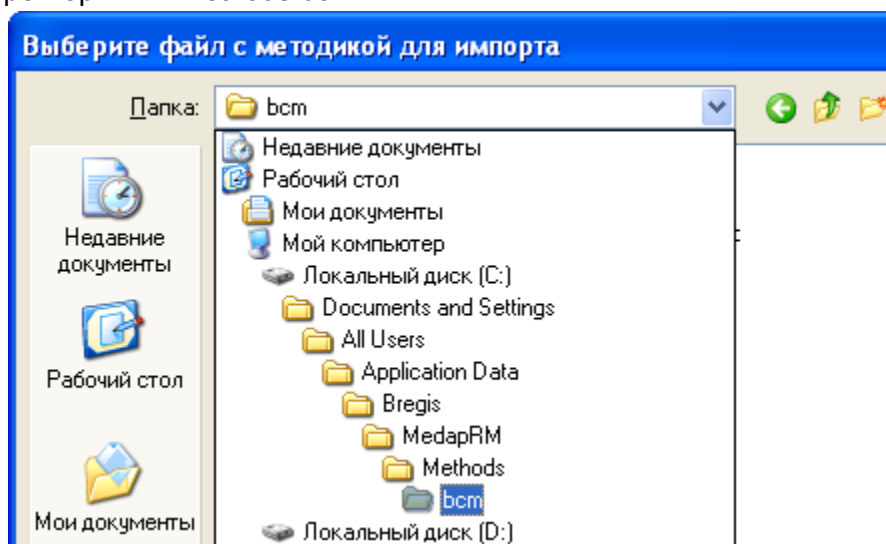 Выберите файл с методикой для импорта
Папка:
bcm
Недавние документы
Рабочий стол
Мои документы
Мой компьютер
Локальный диск (C:)
Documents and Settings
All Users
Application Data
Bregis
MedapRM
Methods
bcm
Локальный диск (D:)
Недавние
документы
Рабочий стол
Мои документы